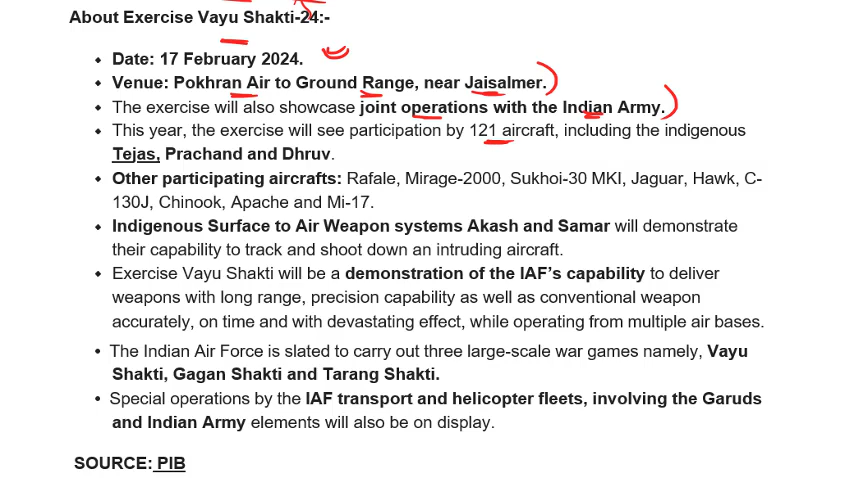 About Exercise Vayu Shakti-24:-
• Date: 17 February 2024.
• Venue: Pokhran Air to Ground Range, near Jaisalmer.
• The exercise will also showcase joint operations with the Indian Army.
• This year, the exercise will see participation by 121 aircraft, including the indigenous
Tejas, Prachand and Dhruv.
• Other participating aircrafts: Rafale, Mirage-2000, Sukhoi-30 MKI, Jaguar, Hawk, C-
130J, Chinook, Apache and Mi-17.
• Indigenous Surface to Air Weapon systems Akash and Samar will demonstrate
their capability to track and shoot down an intruding aircraft.
• Exercise Vayu Shakti will be a demonstration of the IAF’s capability to deliver
weapons with long range, precision capability as well as conventional weapon
accurately, on time and with devastating effect, while operating from multiple air bases.
• The Indian Air Force is slated to carry out three large-scale war games namely, Vayu
Shakti, Gagan Shakti and Tarang Shakti.
• Special operations by the IAF transport and helicopter fleets, involving the Garuds
and Indian Army elements will also be on display.
SOURCE: PIB